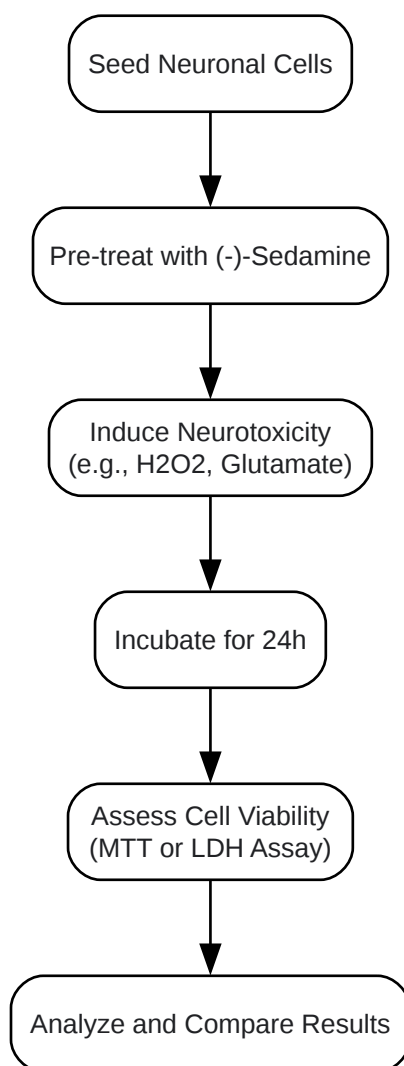 Seed Neuronal Cells
Pre-treat with (-)-Sedamine
Induce Neurotoxicity
(e.g., H2O2, Glutamate)
Incubate for 24h
Assess Cell Viability
(MTT or LDH Assay)
Analyze and Compare Results